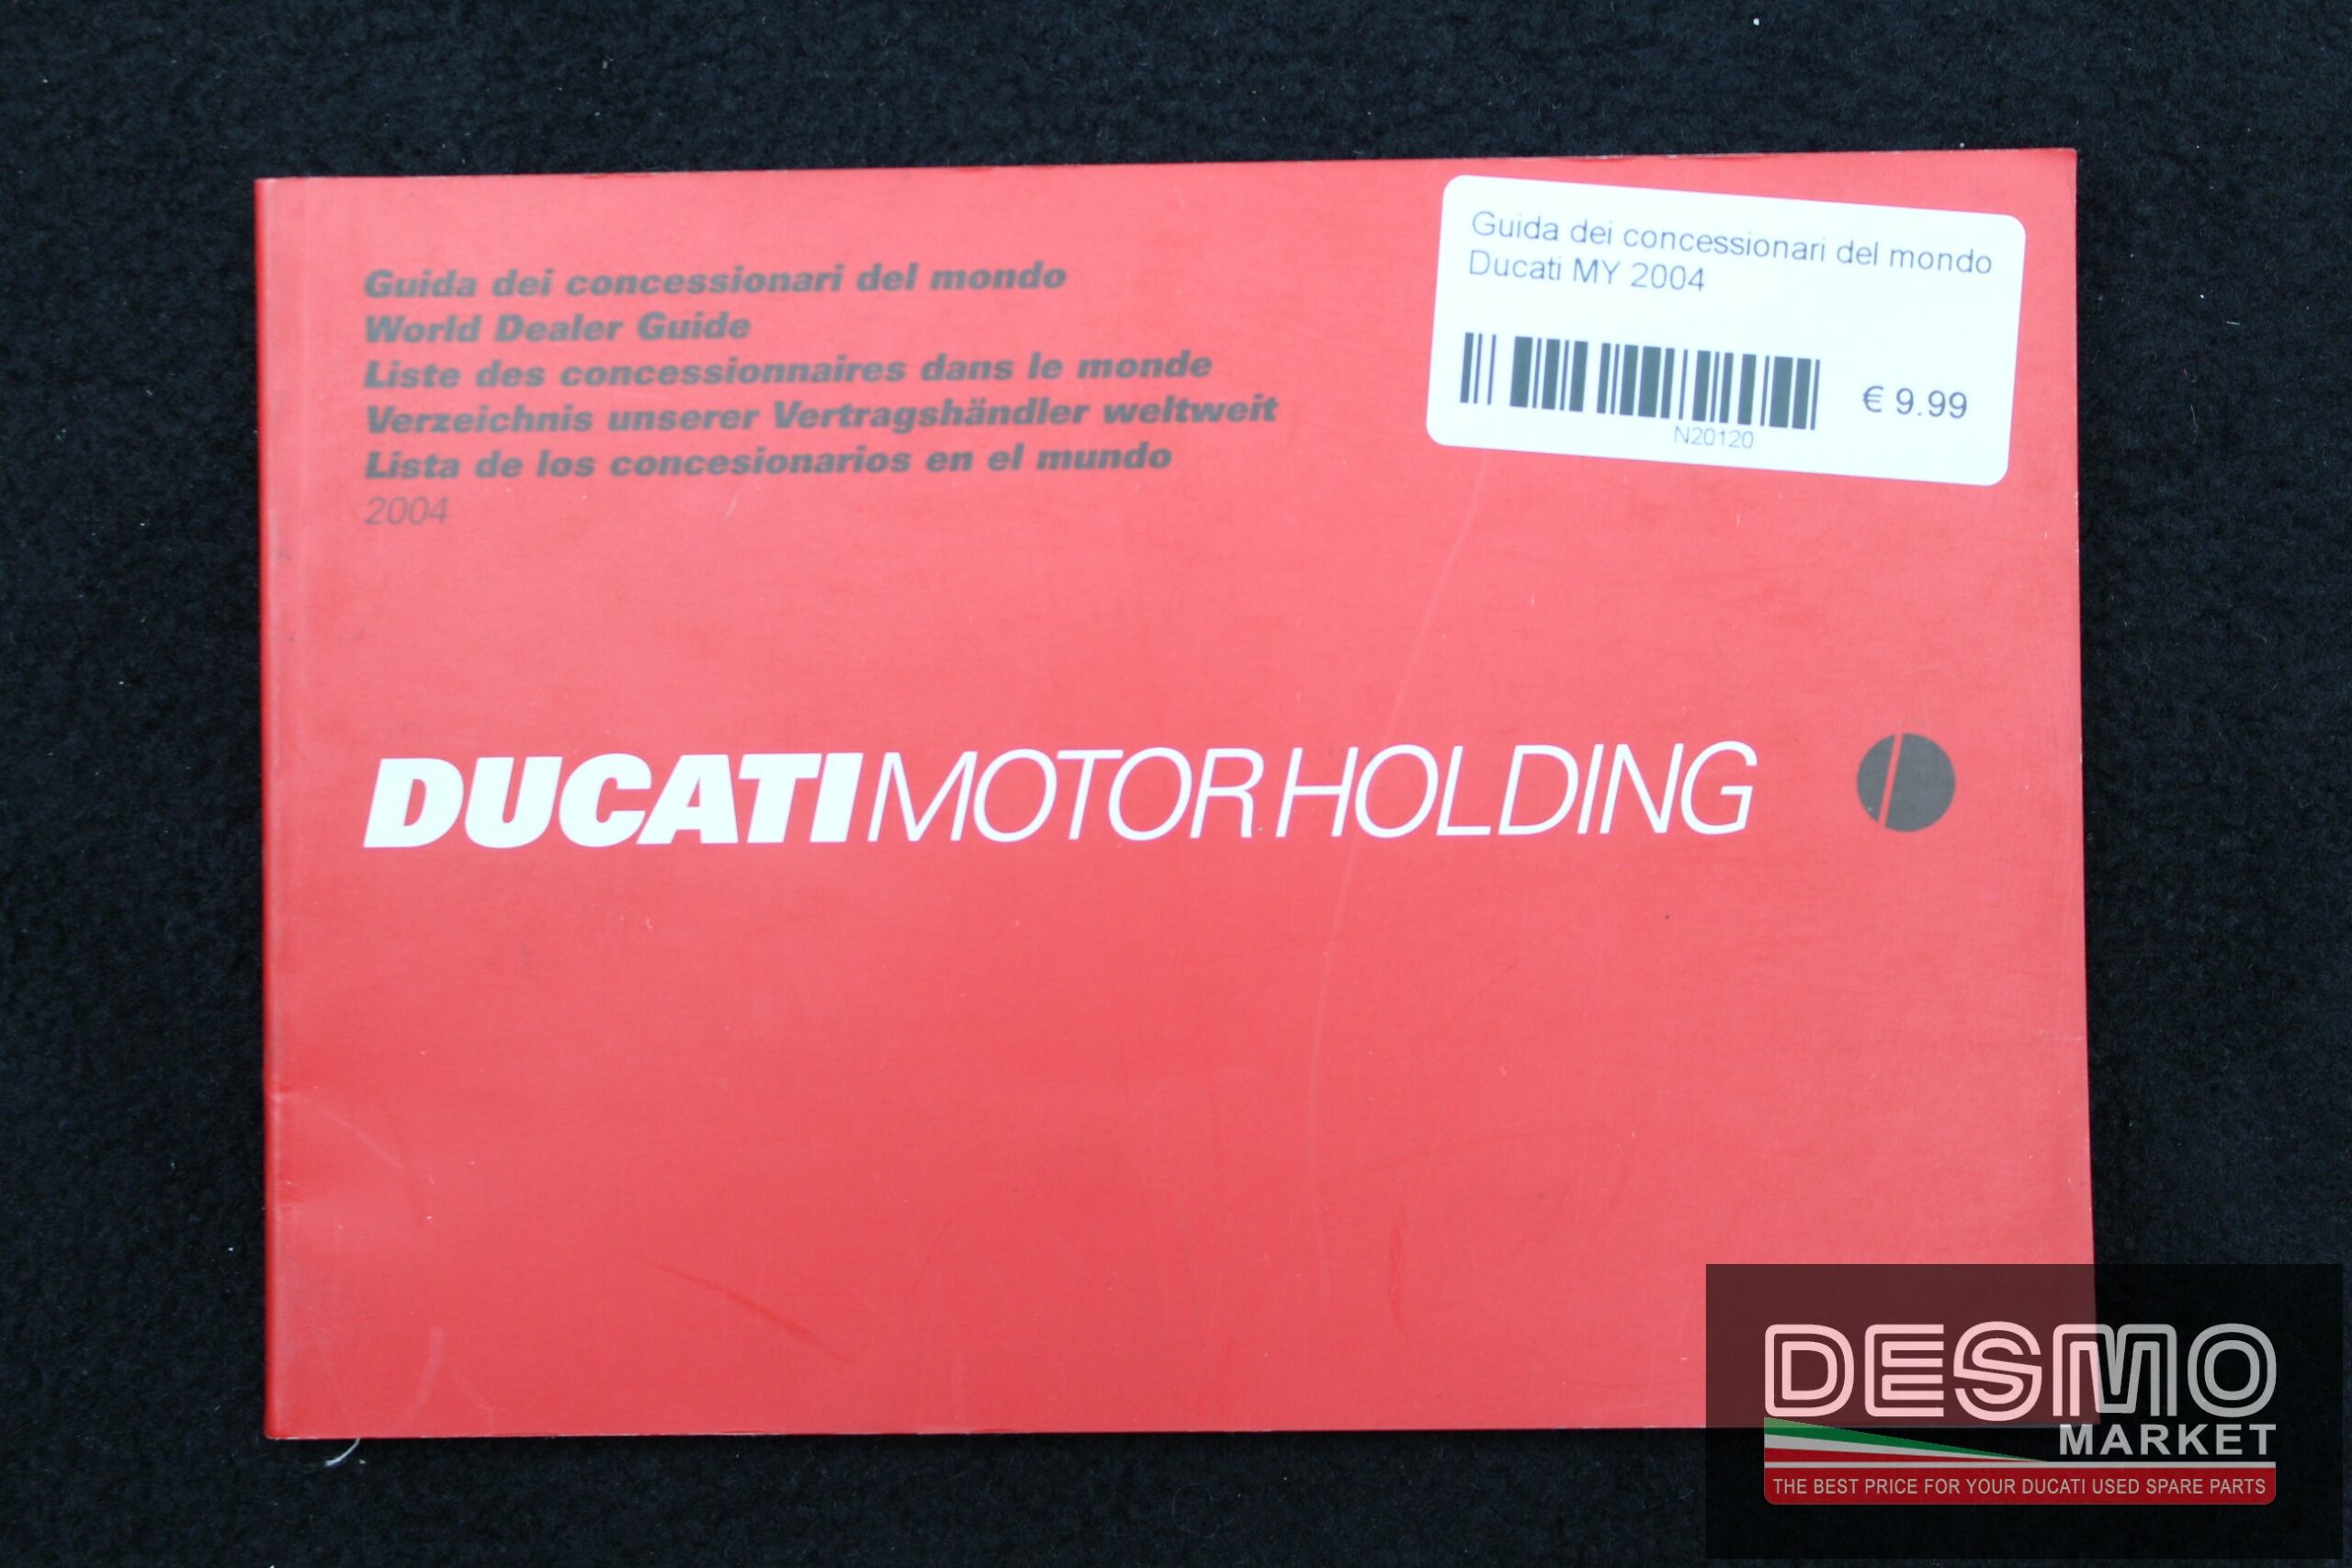 Guida dei concessionari del mondo
World Dealer Guide
Liste des concessionnaires dans le monde
Verzeichnis unserer Vertragshändler weltweit
Lista de los concesionarios en el mundo
2004
Guida dei concessionari del mondo
Ducati MY 2004
€ 9.99
N20120
DUCATIMOTORHOLDING
DESMO
MARKET
THE BEST PRICE FOR YOUR DUCATI USED SPARE PARTS